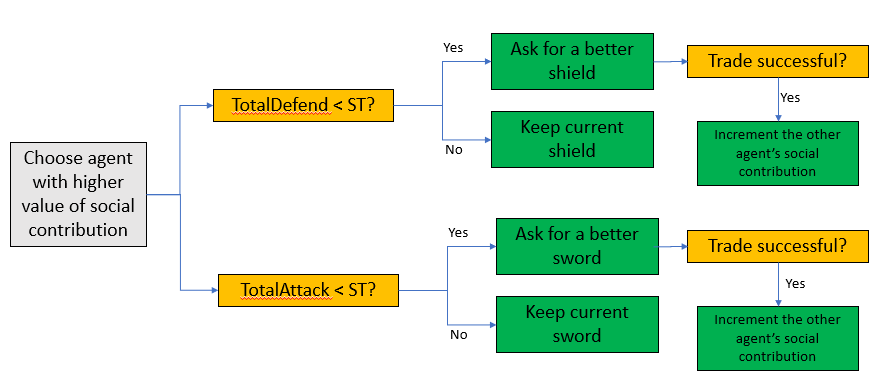 Choose agent
with higher
value of social
contribution
TotalDefend < ST?
Yes
No
Ask for a better
shield
Keep current
shield
Trade successful?
Yes
Increment the other
agent's social
contribution
TotalAttack < ST?
Yes
No
Ask for a better
sword
Keep current
sword
Trade successful?
Yes
Increment the other
agent's social
contribution